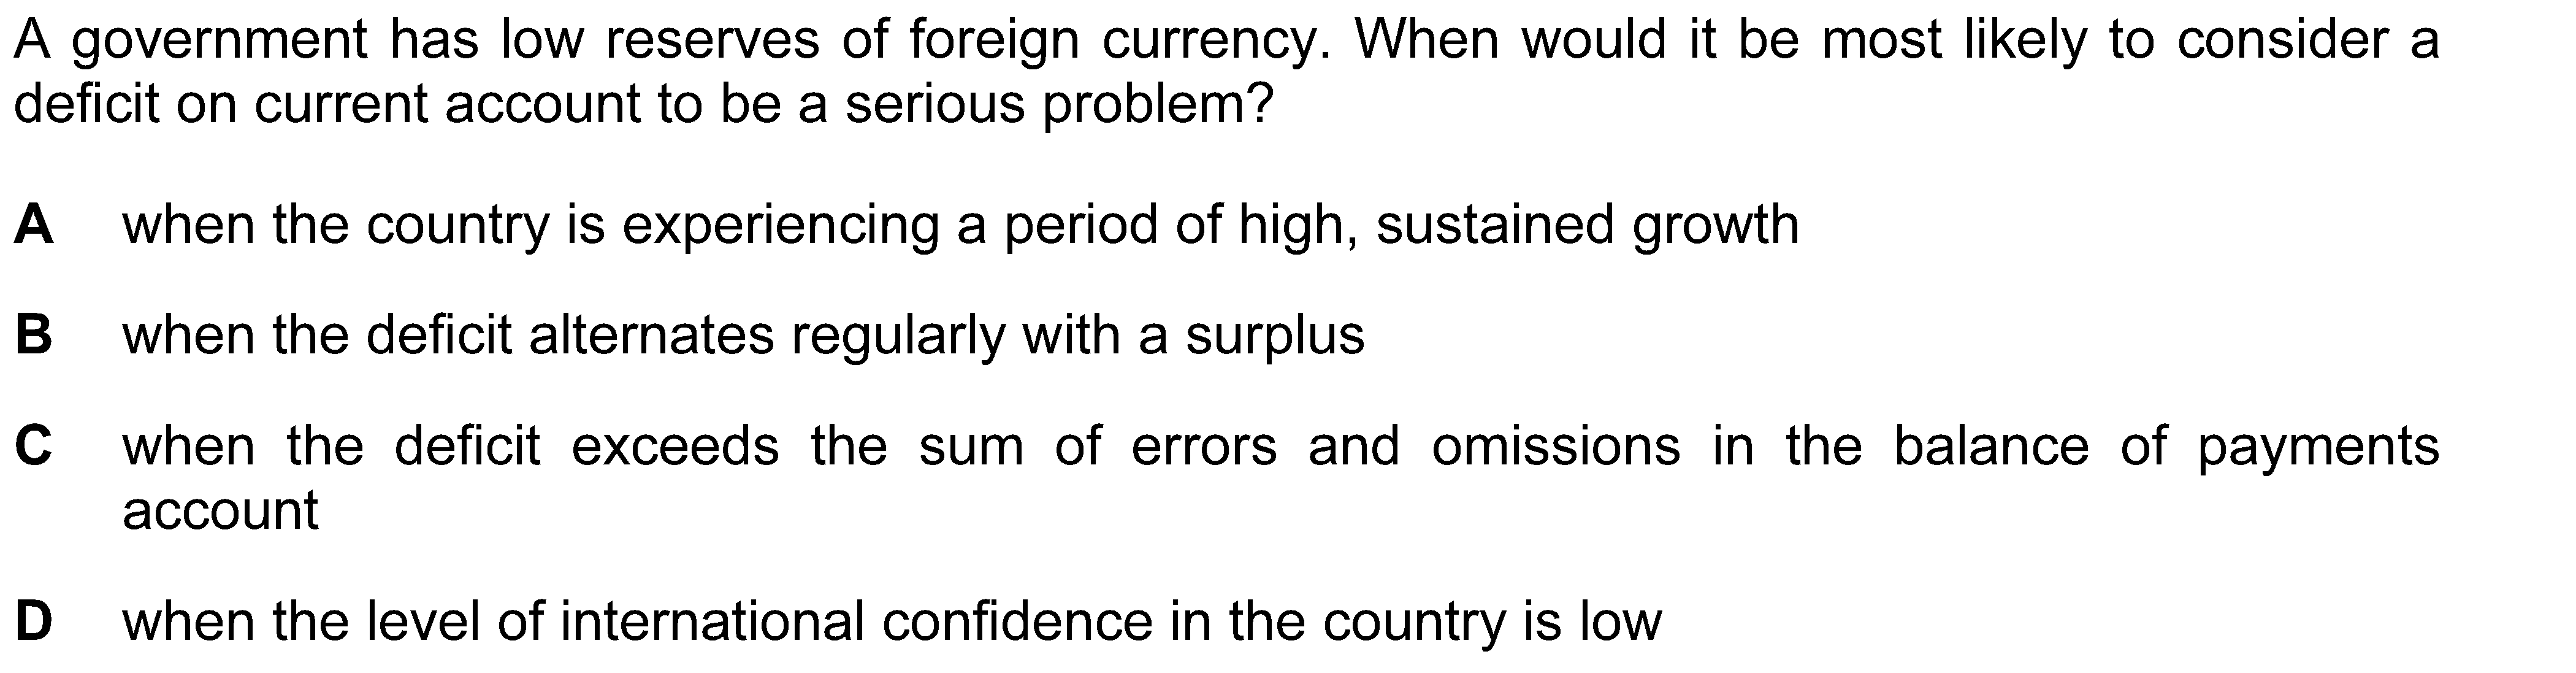 A government has low reserves of foreign currency. When would it be most likely to consider a
deficit on current account to be a serious problem?
A when the country is experiencing a period of high, sustained growth
B when the deficit alternates regularly with a surplus
C when the deficit exceeds the sum of errors and omissions in the balance of payments
account
D when the level of international confidence in the country is low